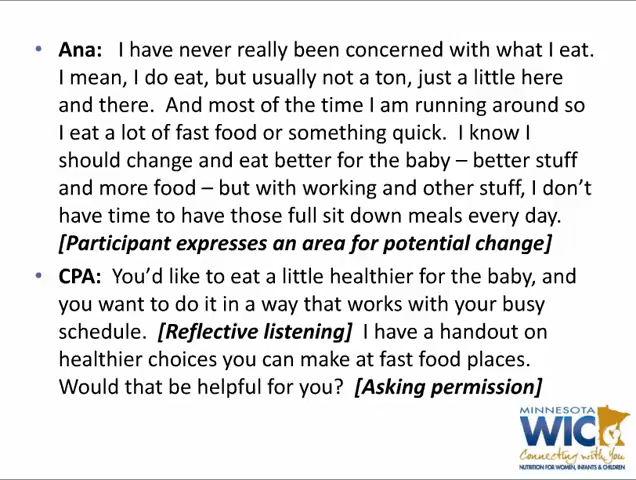 • Ana: I have never really been concerned with what I eat.
I mean, I do eat, but usually not a ton, just a little here
and there. And most of the time I am running around so
I eat a lot of fast food or something quick. I know I
should change and eat better for the baby – better stuff
and more food – but with working and other stuff, I don't
have time to have those full sit down meals every day.
[Participant expresses an area for potential change]
• CPA: You'd like to eat a little healthier for the baby, and
you want to do it in a way that works with your busy
schedule. [Reflective listening] I have a handout on
healthier choices you can make at fast food places.
Would that be helpful for you? [Asking permission]
MINNESOTA
WIC
Connecting with You
NUTRITION FOR WOMEN, INFANTS & CHILDREN